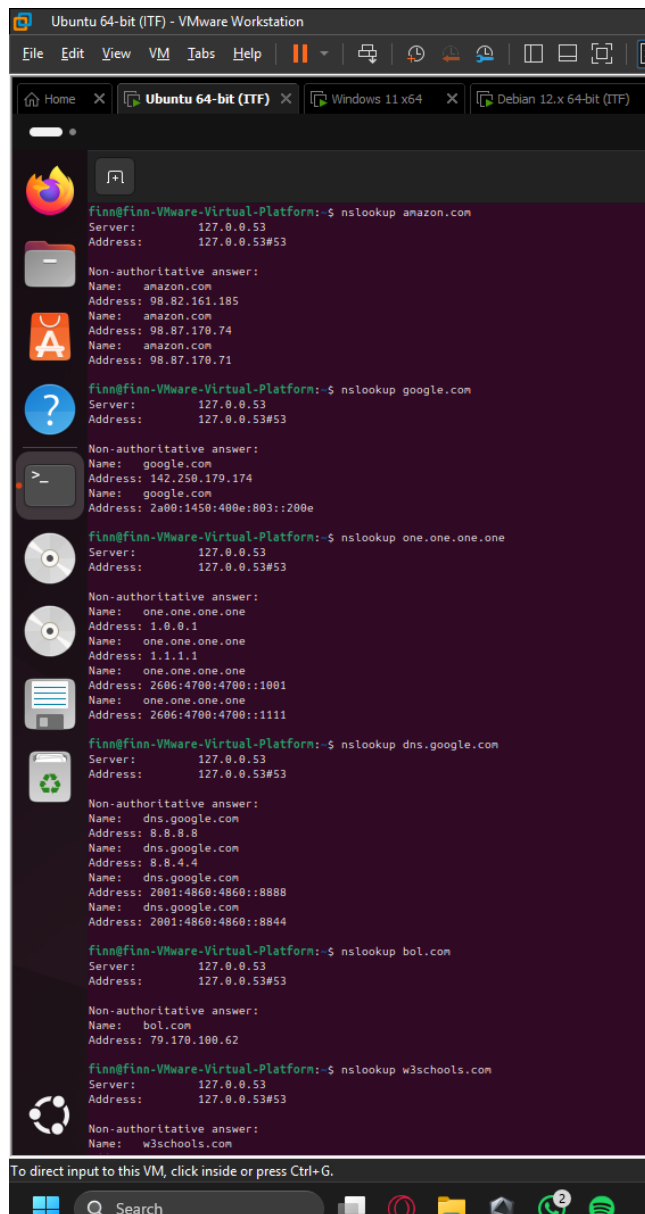 Ubuntu 64-bit (ITF) - VMware Workstation
File Edit View VM Tabs Help
Home Ubuntu 64-bit (ITF) Windows 11 x64 Debian 12.x 64-bit (ITF)
finn@finn-VMware-Virtual-Platform:~$ nslookup amazon.com
Server: 127.0.0.53
Address: 127.0.0.53#53
Non-authoritative answer:
Name: amazon.com
Address: 98.82.161.185
Name: amazon.com
Address: 98.87.170.74
Name: amazon.com
Address: 98.87.170.71
finn@finn-VMware-Virtual-Platform:~$ nslookup google.com
Server: 127.0.0.53
Address: 127.0.0.53#53
Non-authoritative answer:
Name: google.com
Address: 142.250.179.174
Name: google.com
Address: 2a00:1450:400e:803::200e
finn@finn-VMware-Virtual-Platform:~$ nslookup one.one.one.one
Server: 127.0.0.53
Address: 127.0.0.53#53
Non-authoritative answer:
Name: one.one.one.one
Address: 1.0.0.1
Name: one.one.one.one
Address: 1.1.1.1
Name: one.one.one.one
Address: 2606:4700:4700::1001
Name: one.one.one.one
Address: 2606:4700:4700::1111
finn@finn-VMware-Virtual-Platform:~$ nslookup dns.google.com
Server: 127.0.0.53
Address: 127.0.0.53#53
Non-authoritative answer:
Name: dns.google.com
Address: 8.8.8.8
Name: dns.google.com
Address: 8.8.4.4
Name: dns.google.com
Address: 2001:4860:4860::8888
Name: dns.google.com
Address: 2001:4860:4860::8844
finn@finn-VMware-Virtual-Platform:~$ nslookup bol.com
Server: 127.0.0.53
Address: 127.0.0.53#53
Non-authoritative answer:
Name: bol.com
Address: 79.170.100.62
finn@finn-VMware-Virtual-Platform:~$ nslookup w3schools.com
Server: 127.0.0.53
Address: 127.0.0.53#53
Non-authoritative answer:
Name: w3schools.com
To direct input to this VM, click inside or press Ctrl+G.
Search
2